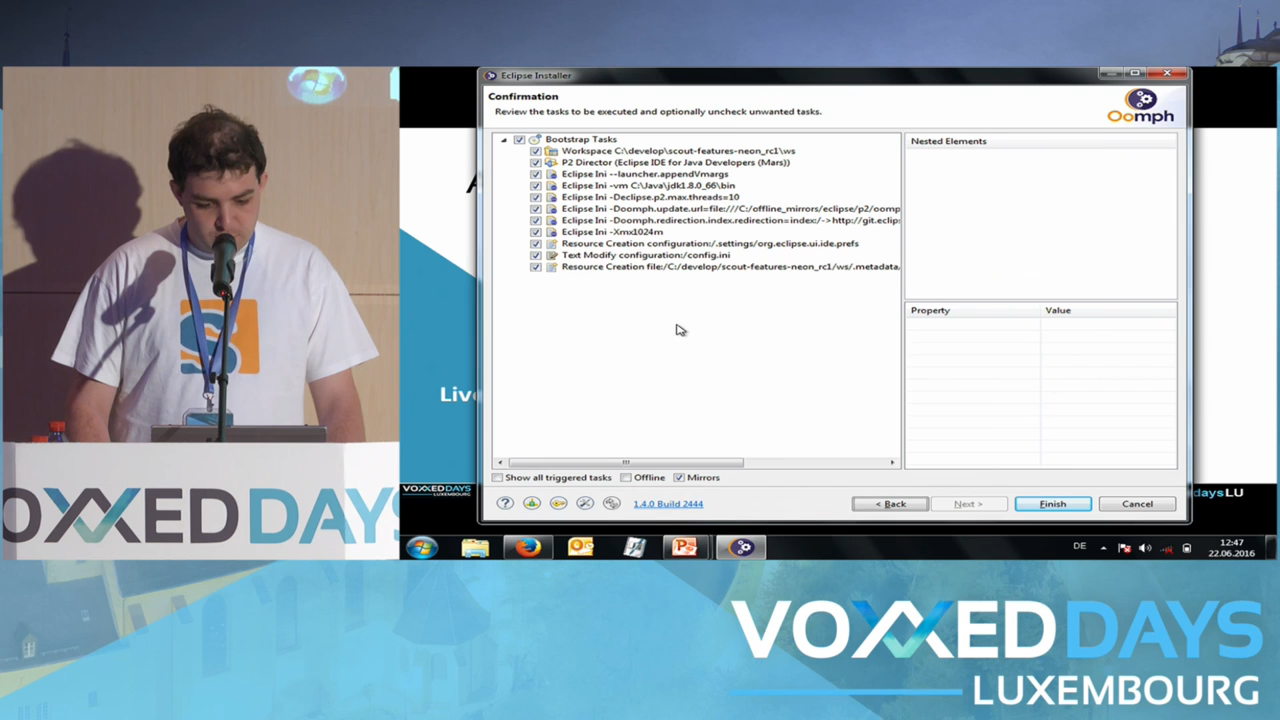 Eclipse Installer
Confirmation
Review the tasks to be executed and optionally uncheck unwanted tasks.
Oomph
Bootstrap Tasks
Workspace C:\develop\scout-features-neon_rc1\ws
P2 Director (Eclipse IDE for Java Developers (Mars))
Eclipse Ini --launcher.appendVmargs
Eclipse Ini -vm C:\Java\jdk1.8.0_66\bin
Eclipse Ini -Declipse.p2.max.threads=10
Eclipse Ini -Doomph.update.url=file:///C:/offline_mirrors/eclipse/p2/oomp
Eclipse Ini -Doomph.redirection.index.redirection=index:/->http://git.eclip
Eclipse Ini -Xmx1024m
Resource Creation configuration:/.settings/org.eclipse.ui.ide.prefs
Text Modify configuration:/config.ini
Resource Creation file:/C:/develop/scout-features-neon_rc1/ws/.metadata.
Nested Elements
Property Value
Show all triggered tasks Offline Mirrors
1.4.0 Build 2444
< Back Next > Finish Cancel
Live
VOXXED DAYS
LUXEMBOURG
daysLU
DE
12:47
22.06.2016
OXXED DAYS
VOXXED DAYS
LUXEMBOURG